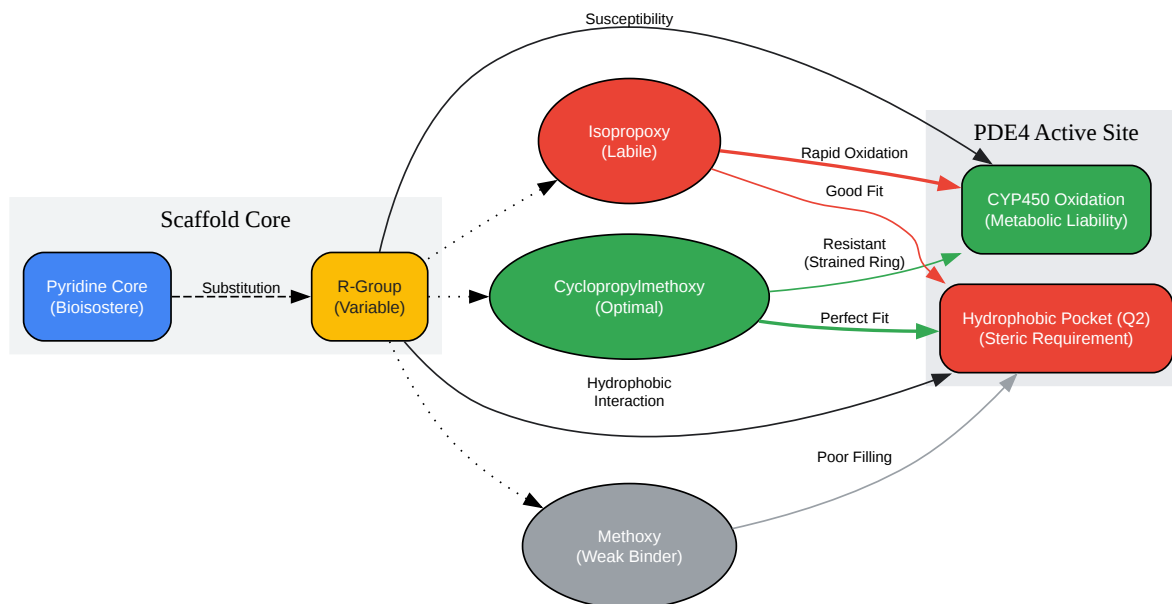 Susceptibility
Isopropoxy
(Labile)
Rapid Oxidation
PDE4 Active Site
CYP450 Oxidation
(Metabolic Liability)
Good Fit
Scaffold Core
Pyridine Core
(Bioisostere)
Substitution
R-Group
(Variable)
Cyclopropylmethoxy
(Optimal)
Resistant
(Strained Ring)
Perfect Fit
Hydrophobic Pocket (Q2)
(Steric Requirement)
Hydrophobic
Interaction
Poor Filling
Methoxy
(Weak Binder)